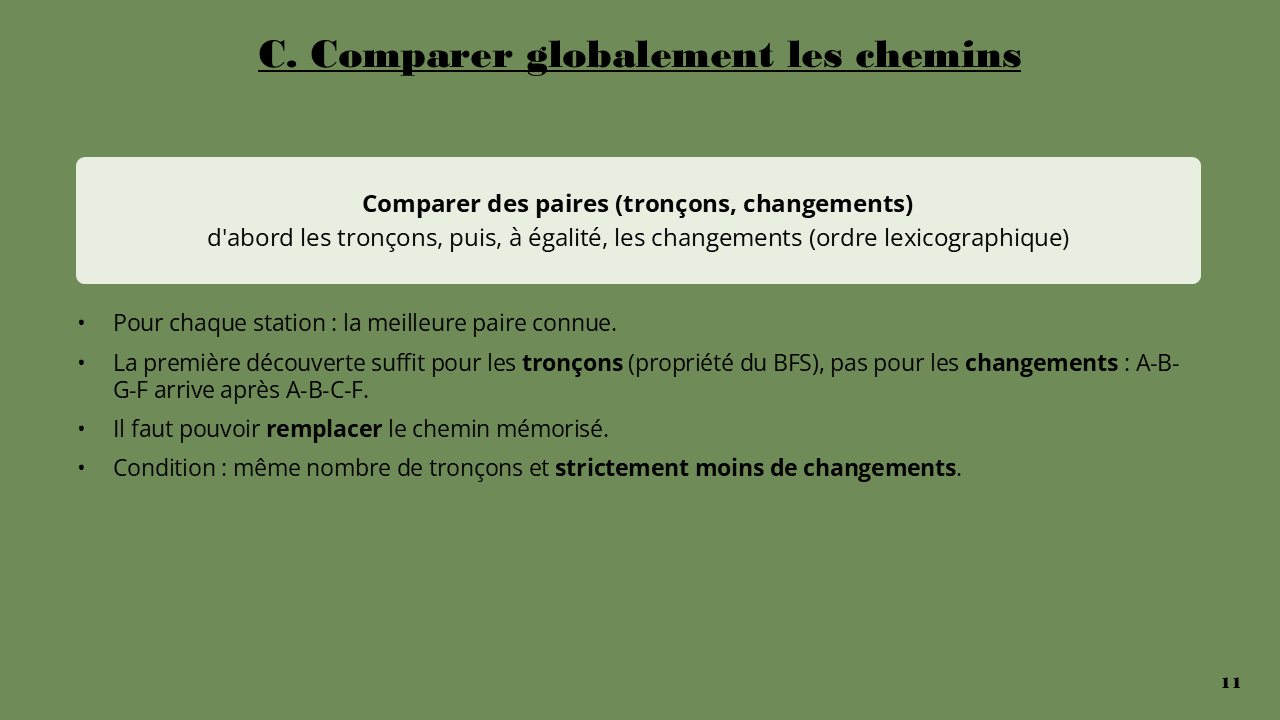 C. Comparer globalement les chemins
Comparer des paires (tronçons, changements)
d'abord les tronçons, puis, à égalité, les changements (ordre lexicographique)
• Pour chaque station : la meilleure paire connue.
• La première découverte suffit pour les tronçons (propriété du BFS), pas pour les changements : A-B-
G-F arrive après A-B-C-F.
• Il faut pouvoir remplacer le chemin mémorisé.
• Condition : même nombre de tronçons et strictement moins de changements.
11